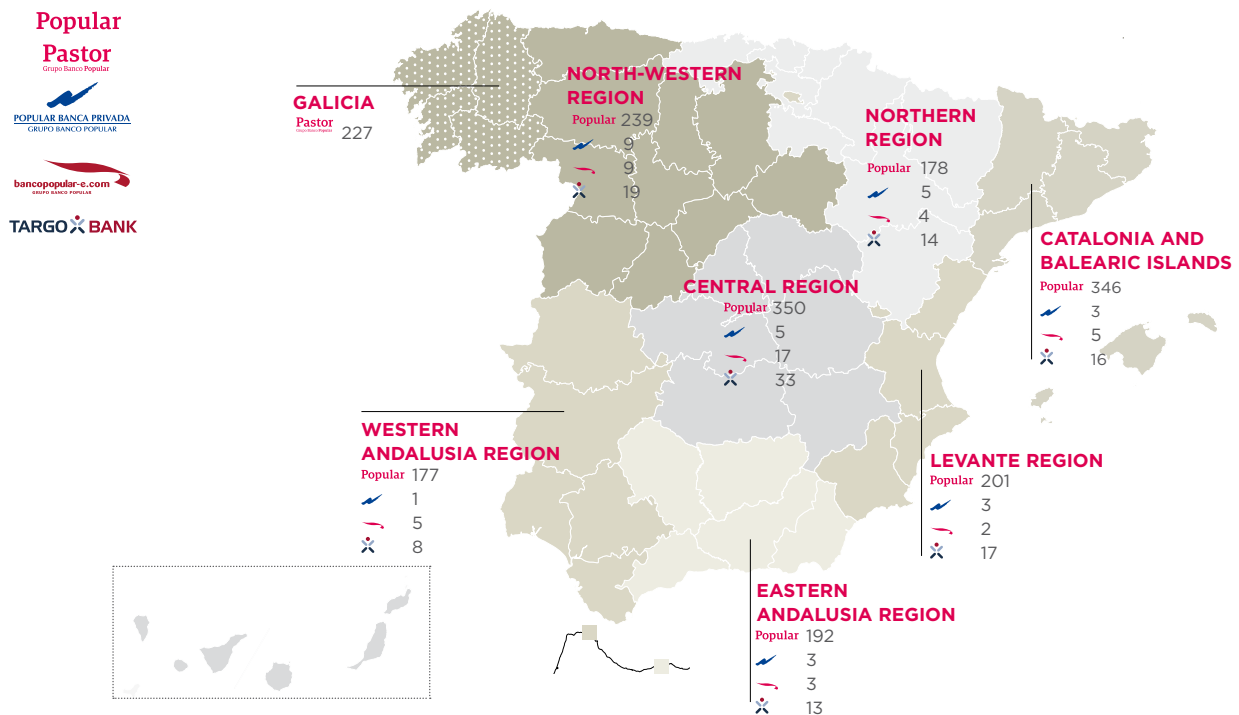 Popular
Pastor
Grupo Banco Popular
POPULAR BANCA PRIVADA
GRUPO BANCO POPULAR
bancopopular-e.com
GRUPO BANCO POPULAR
TARGO BANK
GALICIA
Pastor 227
Grupo Banco Popular
NORTH-WESTERN
REGION
Popular 239
9
9
19
NORTHERN
REGION
Popular 178
5
4
14
CATALONIA AND
BALEARIC ISLANDS
Popular 346
3
5
16
CENTRAL REGION
Popular 350
5
17
33
WESTERN
ANDALUSIA REGION
Popular 177
1
5
8
LEVANTE REGION
Popular 201
3
2
17
EASTERN
ANDALUSIA REGION
Popular 192
3
3
13